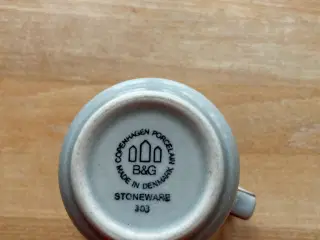 COPENHAGEN PORCELAIN
B&G
MADE IN DENMARK
STONEWARE
303